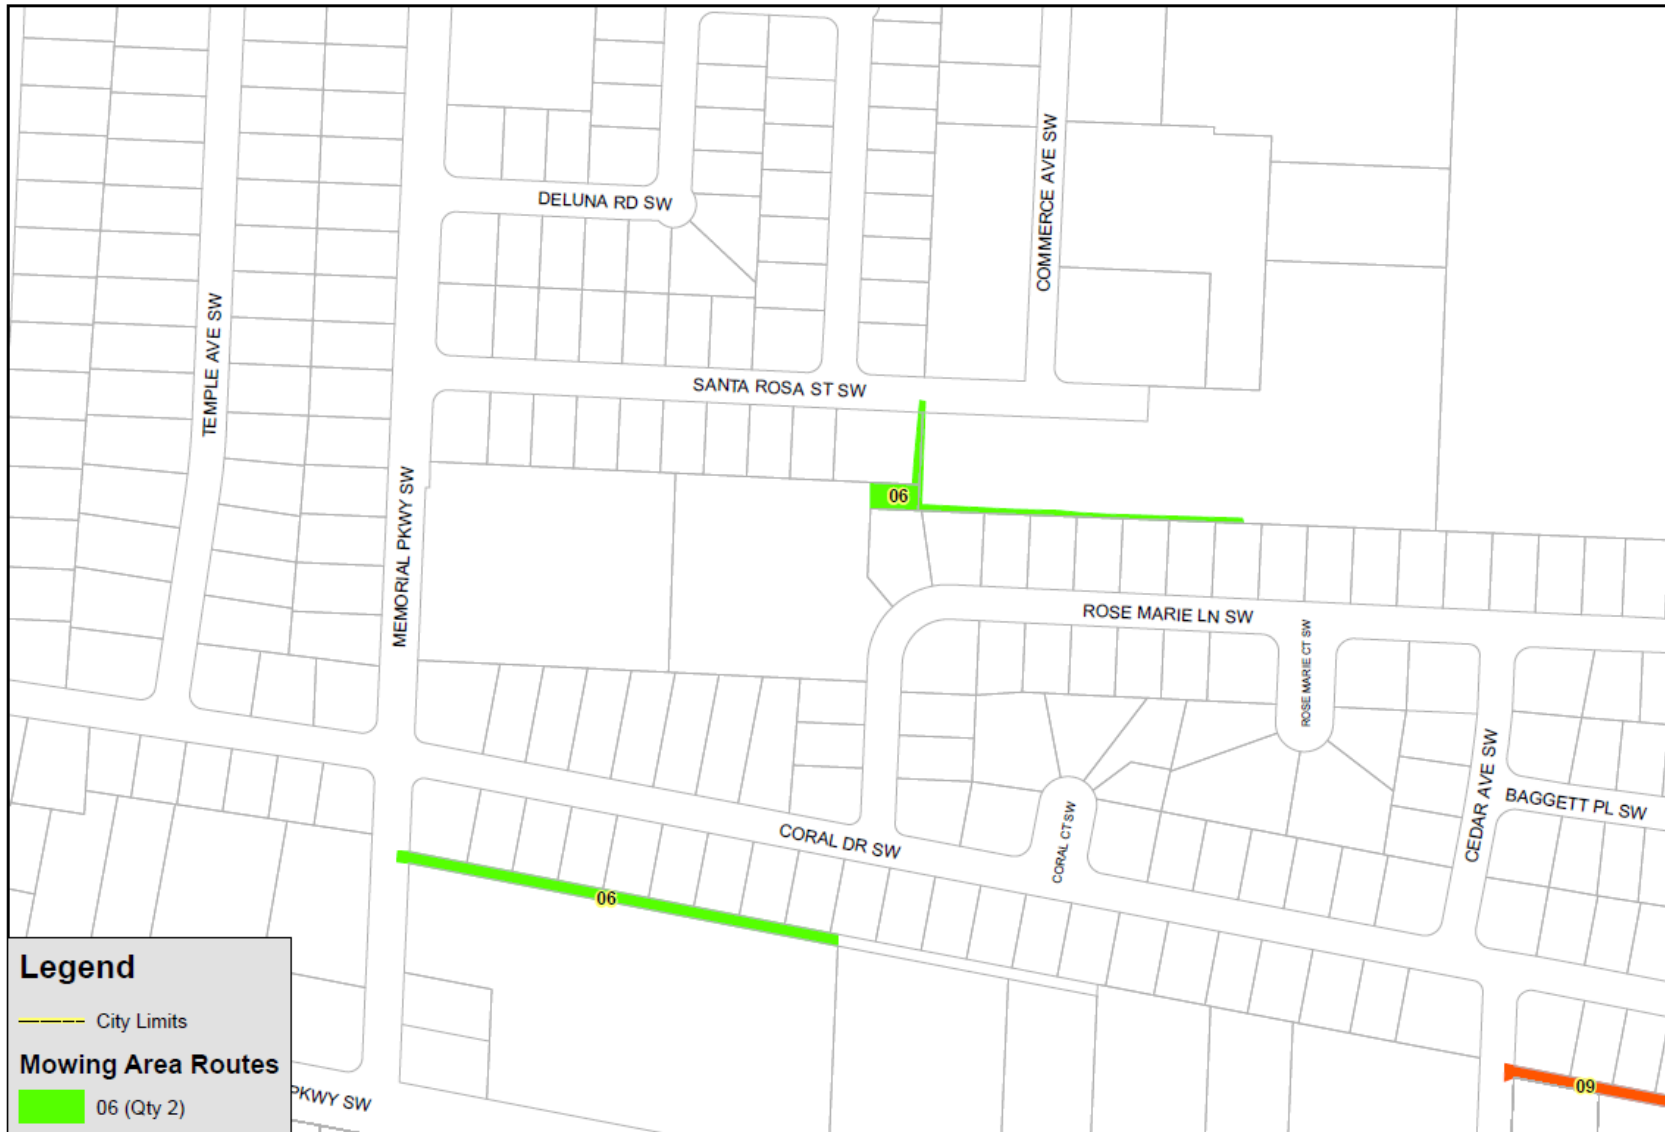 DELUNA RD SW
COMMERCE AVE SW
TEMPLE AVE SW
SANTA ROSA ST SW
MEMORIAL PKWY SW
06
ROSE MARIE LN SW
ROSE MARIE CT SW
CEDAR AVE SW
BAGGETT PL SW
CORAL DR SW
CORAL CT SW
06
09
PKWY SW
Legend
City Limits
Mowing Area Routes
06 (Qty 2)